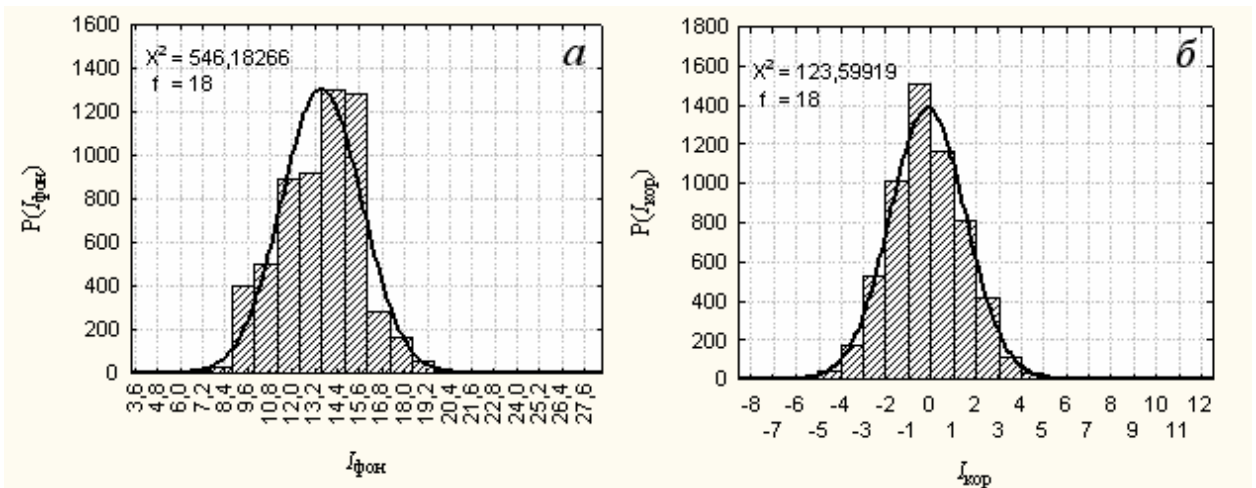 1600
1400
1200
1000
800
600
400
200
0
P(Iфон)
X² = 546,18266
f = 18
а
3,6 4,8 6,0 7,2 8,4 9,6 10,8 12,0 13,2 14,4 15,6 16,8 18,0 19,2 20,4 21,6 22,8 24,0 25,2 26,4 27,6
Iфон
1800
1600
1400
1200
1000
800
600
400
200
0
P(Iкор)
X² = 123,59919
f = 18
б
-8 -6 -4 -2 0 2 4 6 8 10 12
-7 -5 -3 -1 1 3 5 7 9 11
Iкор